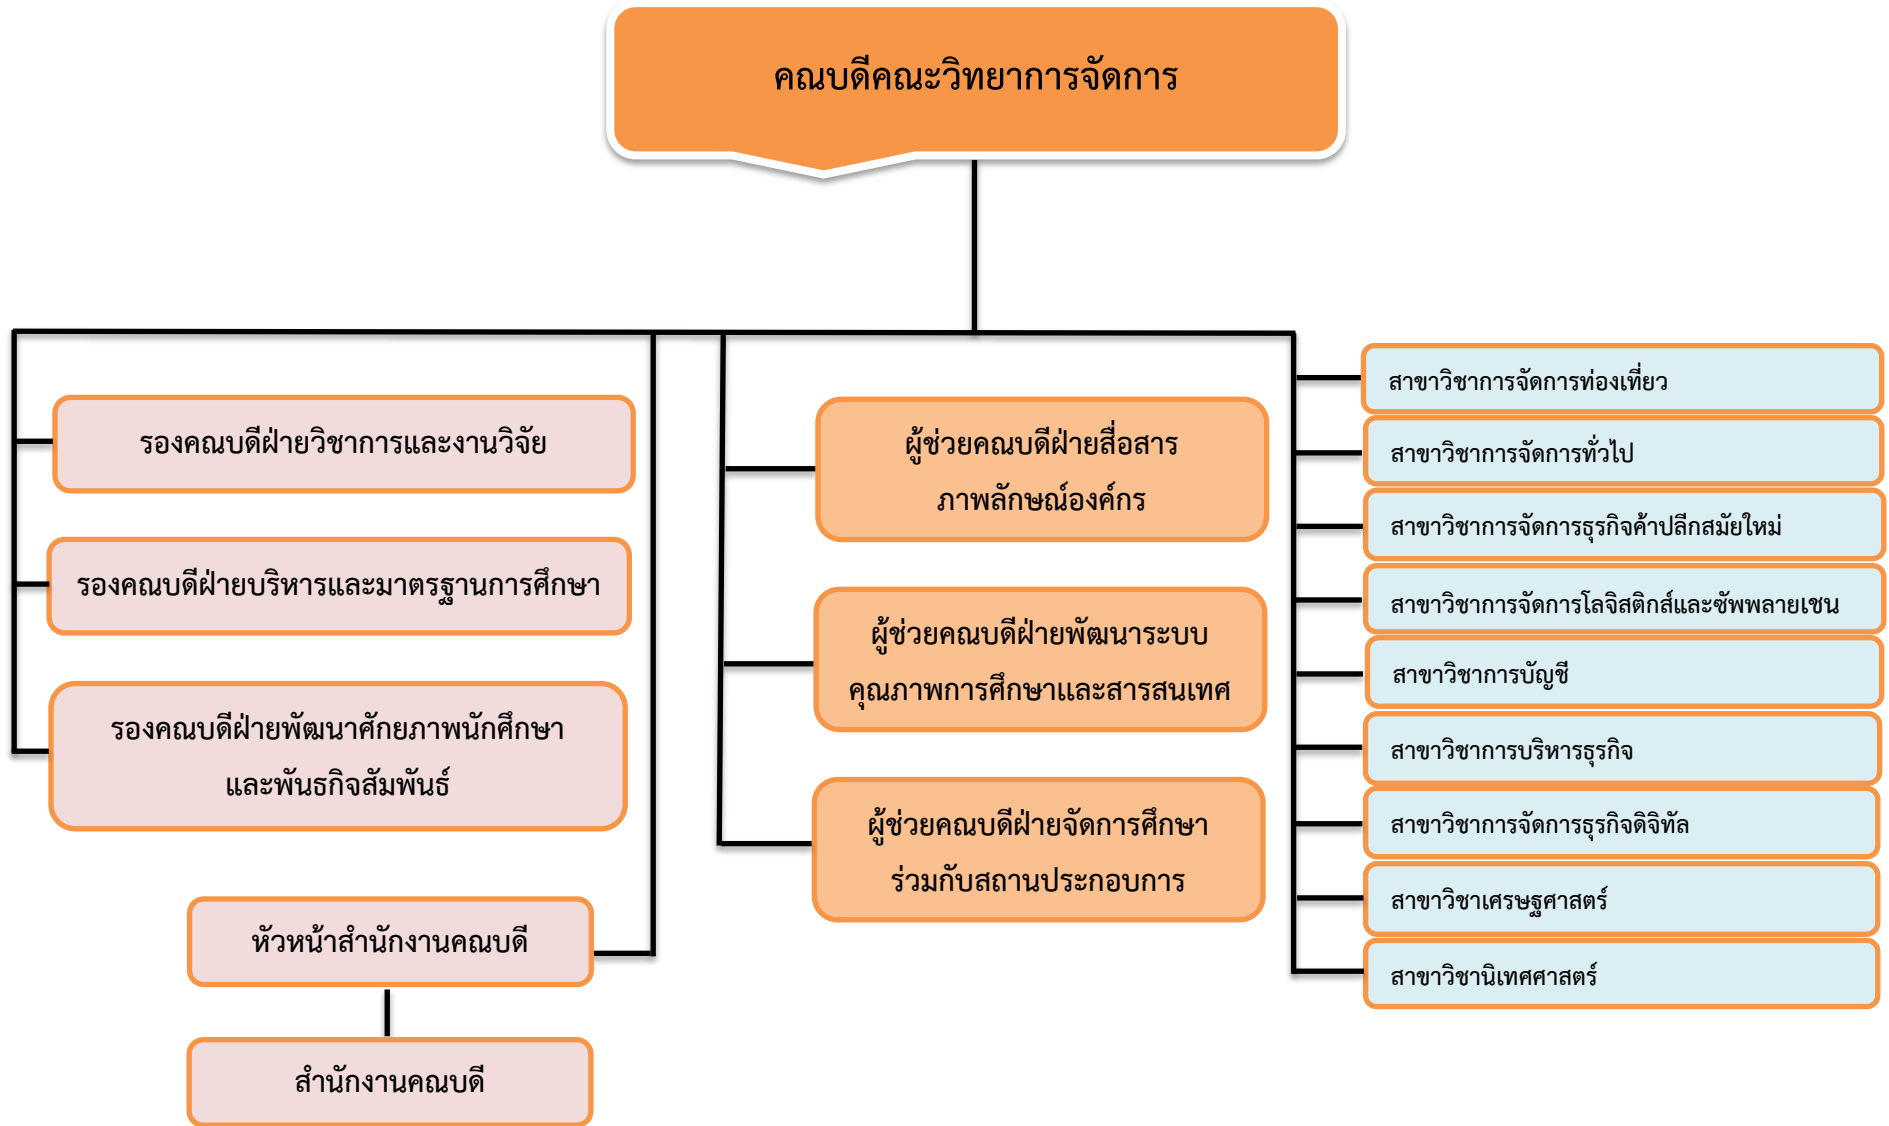 คณบดีคณะวิทยาการจัดการ
รองคณบดีฝ่ายวิชาการและงานวิจัย
รองคณบดีฝ่ายบริหารและมาตรฐานการศึกษา
รองคณบดีฝ่ายพัฒนาศักยภาพนักศึกษา
และพันธกิจสัมพันธ์
หัวหน้าสำนักงานคณบดี
สำนักงานคณบดี
ผู้ช่วยคณบดีฝ่ายสื่อสาร
ภาพลักษณ์องค์กร
ผู้ช่วยคณบดีฝ่ายพัฒนาระบบ
คุณภาพการศึกษาและสารสนเทศ
ผู้ช่วยคณบดีฝ่ายจัดการศึกษา
ร่วมกับสถานประกอบการ
สาขาวิชาการจัดการท่องเที่ยว
สาขาวิชาการจัดการทั่วไป
สาขาวิชาการจัดการธุรกิจค้าปลีกสมัยใหม่
สาขาวิชาการจัดการโลจิสติกส์และซัพพลายเชน
สาขาวิชาการบัญชี
สาขาวิชาการบริหารธุรกิจ
สาขาวิชาการจัดการธุรกิจดิจิทัล
สาขาวิชาเศรษฐศาสตร์
สาขาวิชานิเทศศาสตร์